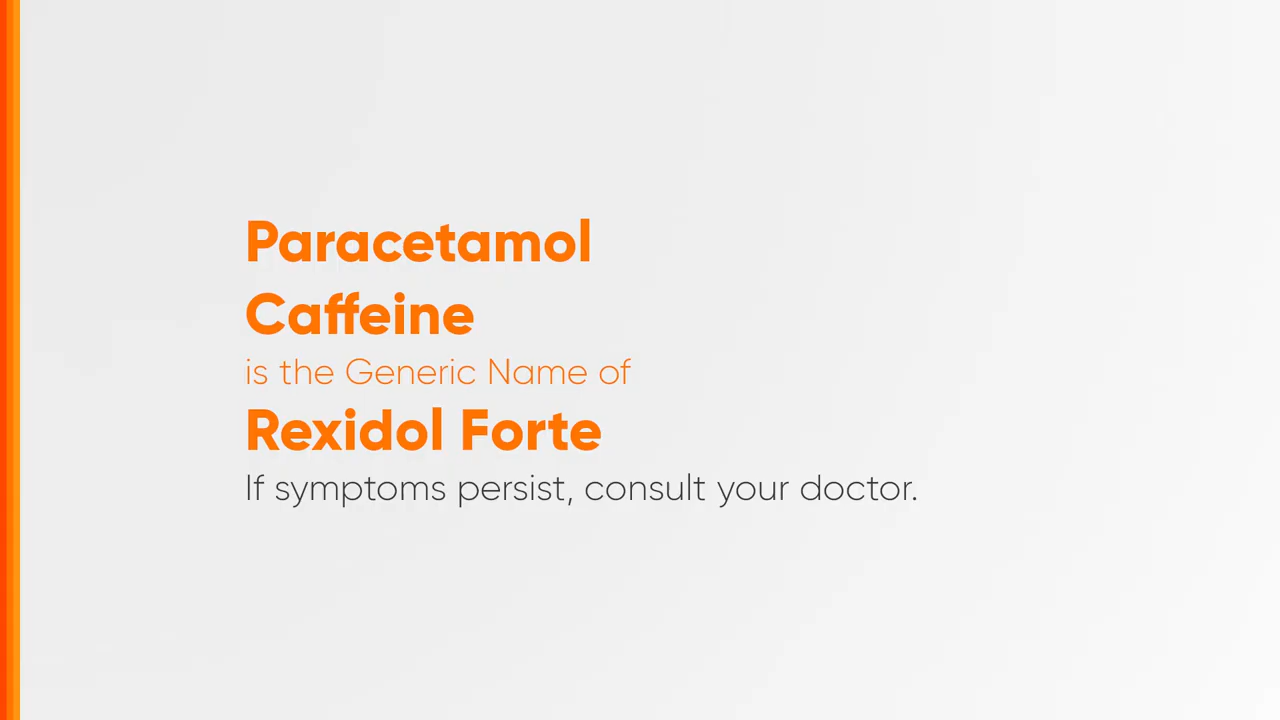 Paracetamol
Caffeine
is the Generic Name of
Rexidol Forte
If symptoms persist, consult your doctor.